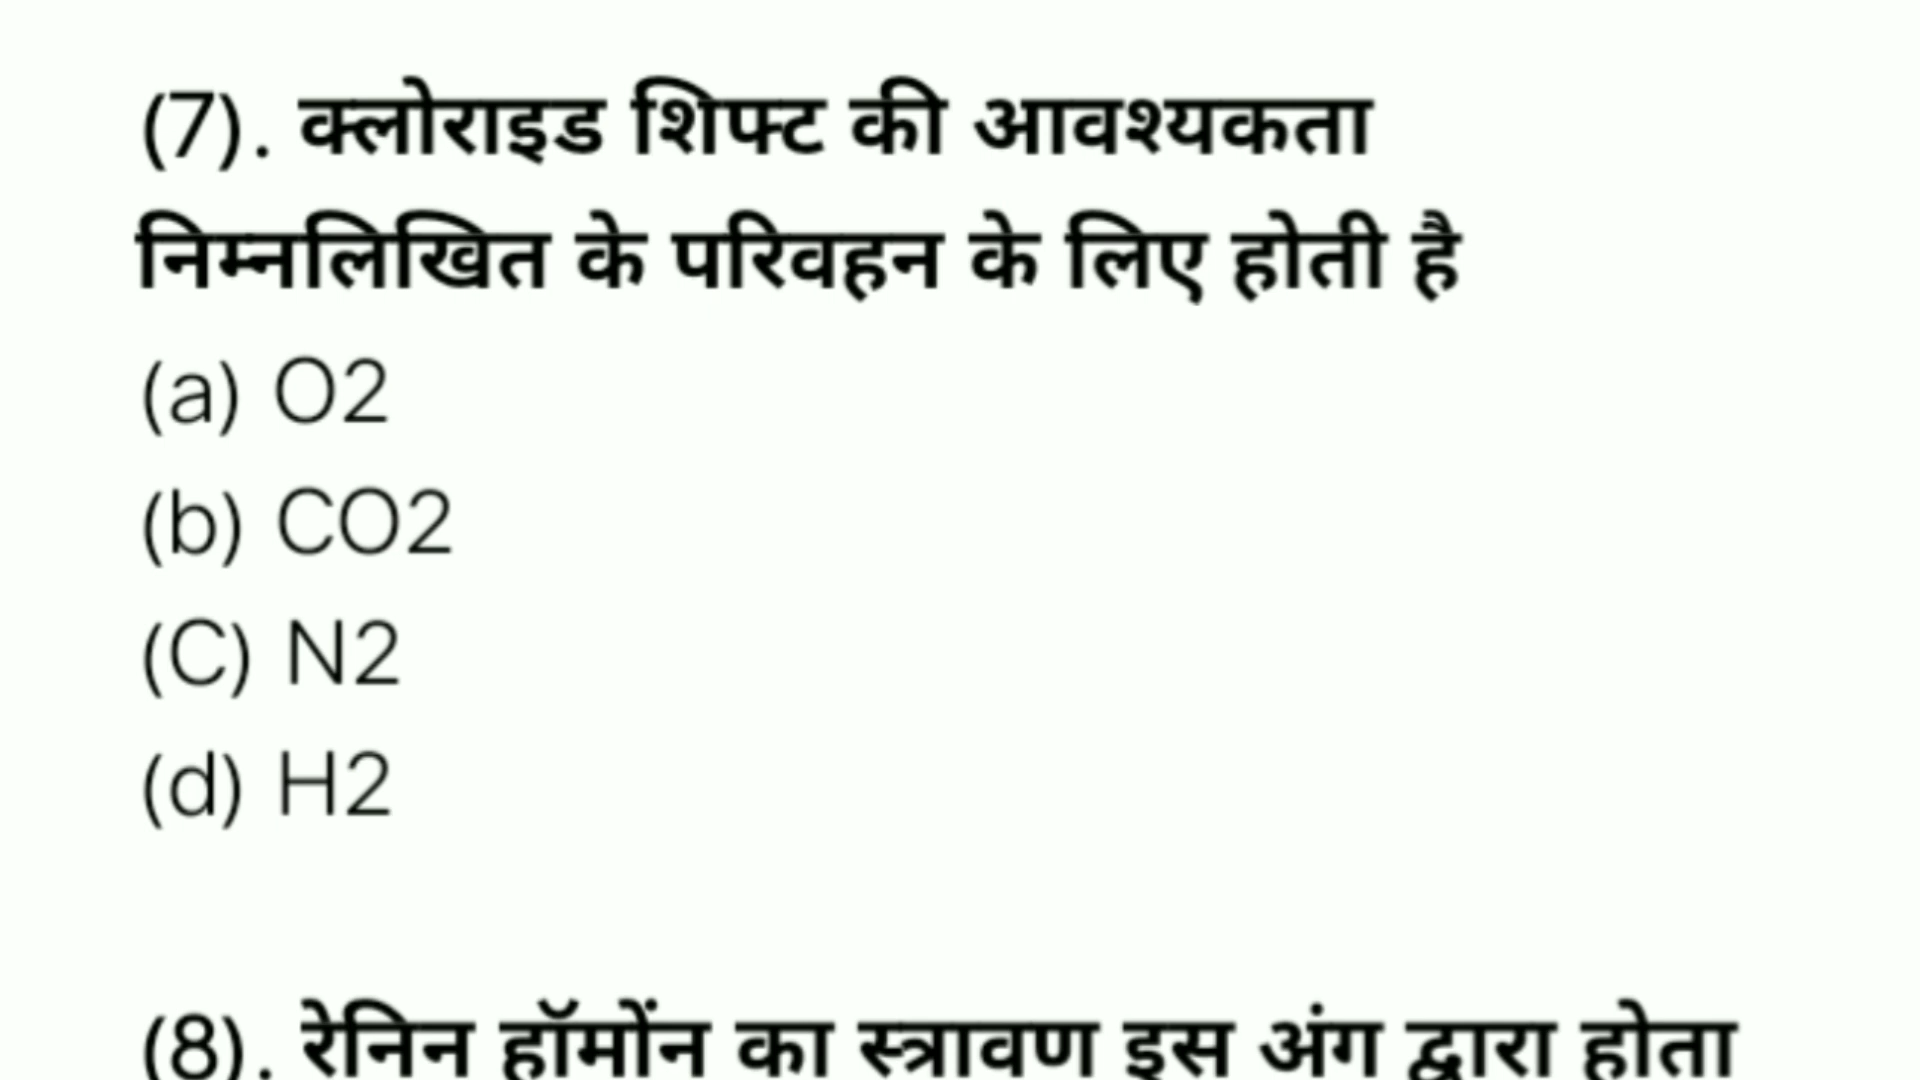 (7). क्लोराइड शिफ्ट की आवश्यकता
निम्नलिखित के परिवहन के लिए होती है
(a) O2
(b) CO2
(C) N2
(d) H2
(8). रेनिन हॉर्मोन का स्त्रावण इस अंग द्वारा होता